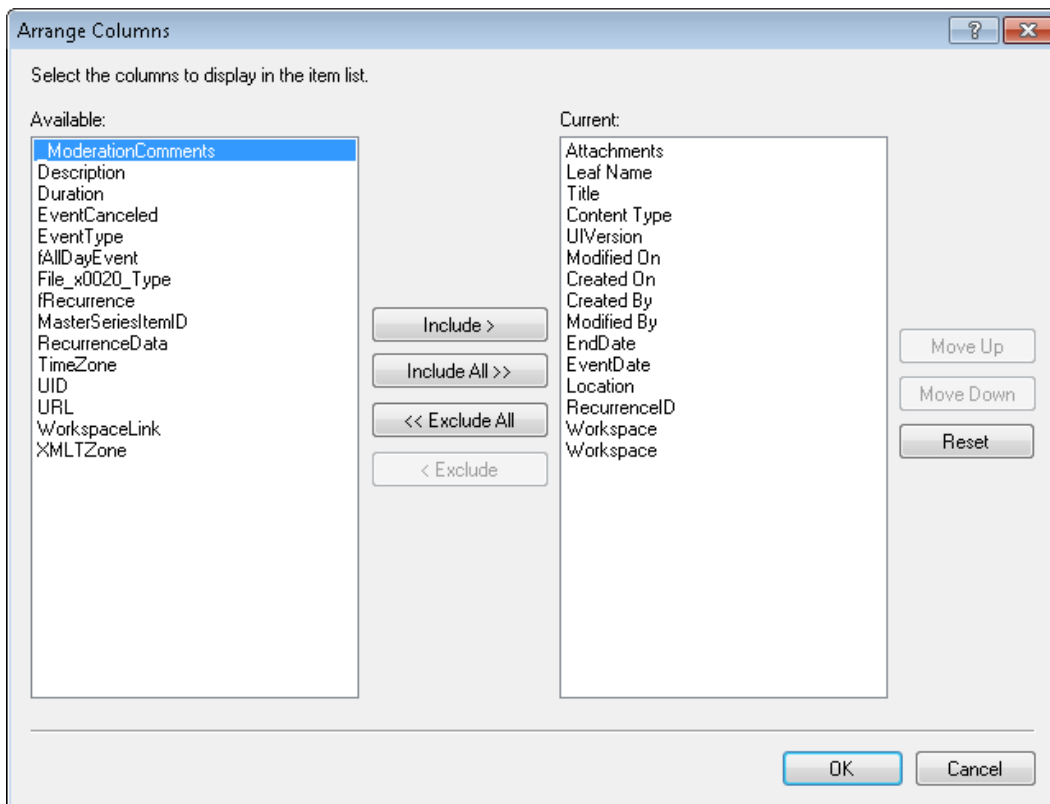 Arrange Columns
Select the columns to display in the item list.
Available:
_ModerationComments
Description
Duration
EventCanceled
EventType
fAllDayEvent
File_x0020_Type
fRecurrence
MasterSeriesItemID
RecurrenceData
TimeZone
UID
URL
WorkspaceLink
XMLTZone
Include >
Include All >>
<< Exclude All
< Exclude
Current:
Attachments
Leaf Name
Title
Content Type
UIVersion
Modified On
Created On
Created By
Modified By
EndDate
EventDate
Location
RecurrenceID
Workspace
Workspace
Move Up
Move Down
Reset
OK
Cancel